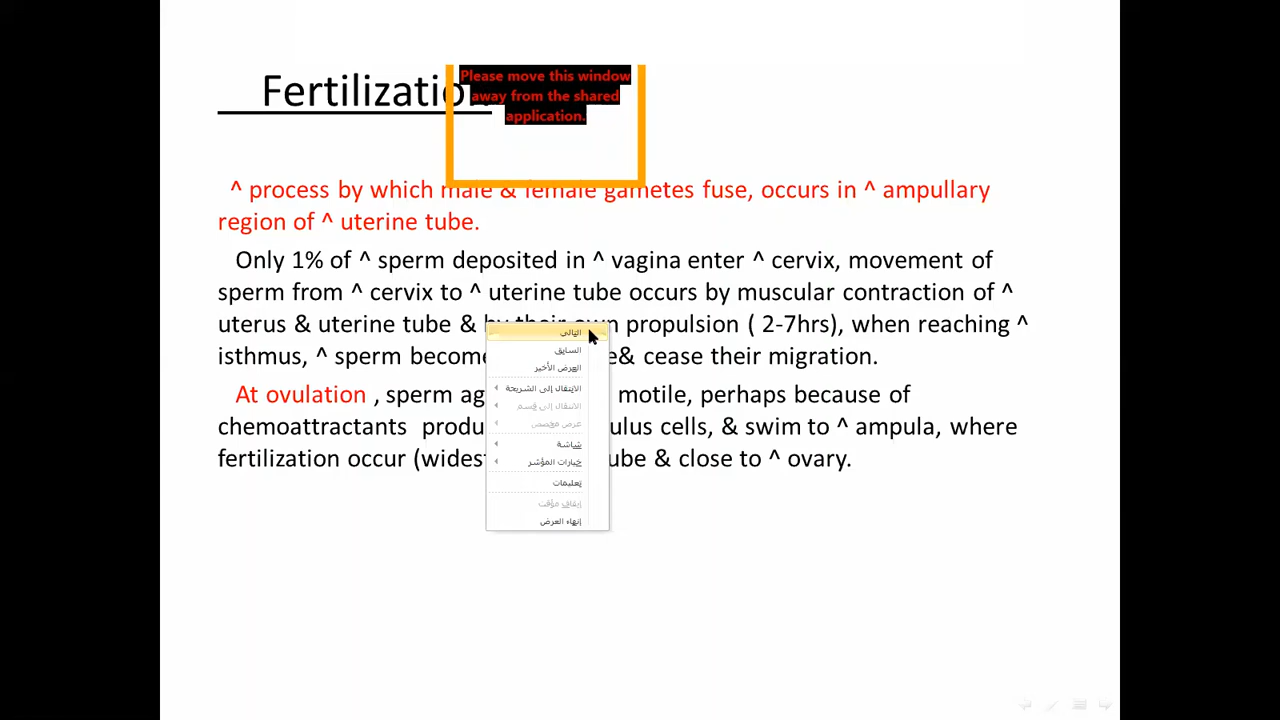 Fertilization
Please move this window
away from the shared
application.
^ process by which male & female gametes fuse, occurs in ^ ampullary
region of ^ uterine tube.
Only 1% of ^ sperm deposited in ^ vagina enter ^ cervix, movement of
sperm from ^ cervix to ^ uterine tube occurs by muscular contraction of ^
uterus & uterine tube & by their own propulsion ( 2-7hrs), when reaching ^
isthmus, ^ sperm become & cease their migration.
At ovulation , sperm ag motile, perhaps because of
chemoattractants produ ulus cells, & swim to ^ ampula, where
fertilization occur (widest ube & close to ^ ovary.
التالي
السابق
العرض الأخير
الانتقال إلى الشريحة
الانتقال إلى قسم
عرض مخصص
شاشة
خيارات المؤشر
تعليمات
إيقاف مؤقت
إنهاء العرض